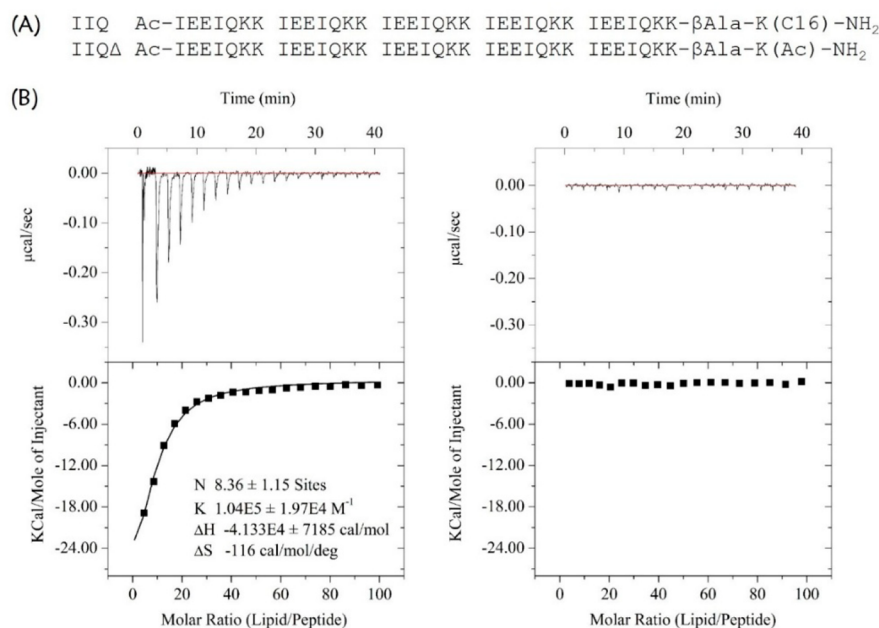 (A) IIQ Ac-IEEIQKK IEEIQKK IEEIQKK IEEIQKK IEEIQKK-βAla-K(C16)-NH2
IIQΔ Ac-IEEIQKK IEEIQKK IEEIQKK IEEIQKK IEEIQKK-βAla-K(Ac)-NH2
(B)
Time (min)
0 10 20 30 40
0.00
-0.10
-0.20
-0.30
μcal/sec
0.00
-6.00
-12.00
-18.00
-24.00
KCal/Mole of Injectant
N 8.36 ± 1.15 Sites
K 1.04E5 ± 1.97E4 M-1
ΔH -4.133E4 ± 7185 cal/mol
ΔS -116 cal/mol/deg
0 20 40 60 80 100
Molar Ratio (Lipid/Peptide)
Time (min)
0 10 20 30 40
0.00
-0.10
-0.20
-0.30
μcal/sec
0.00
-6.00
-12.00
-18.00
-24.00
KCal/Mole of Injectant
0 20 40 60 80 100
Molar Ratio (Lipid/Peptide)